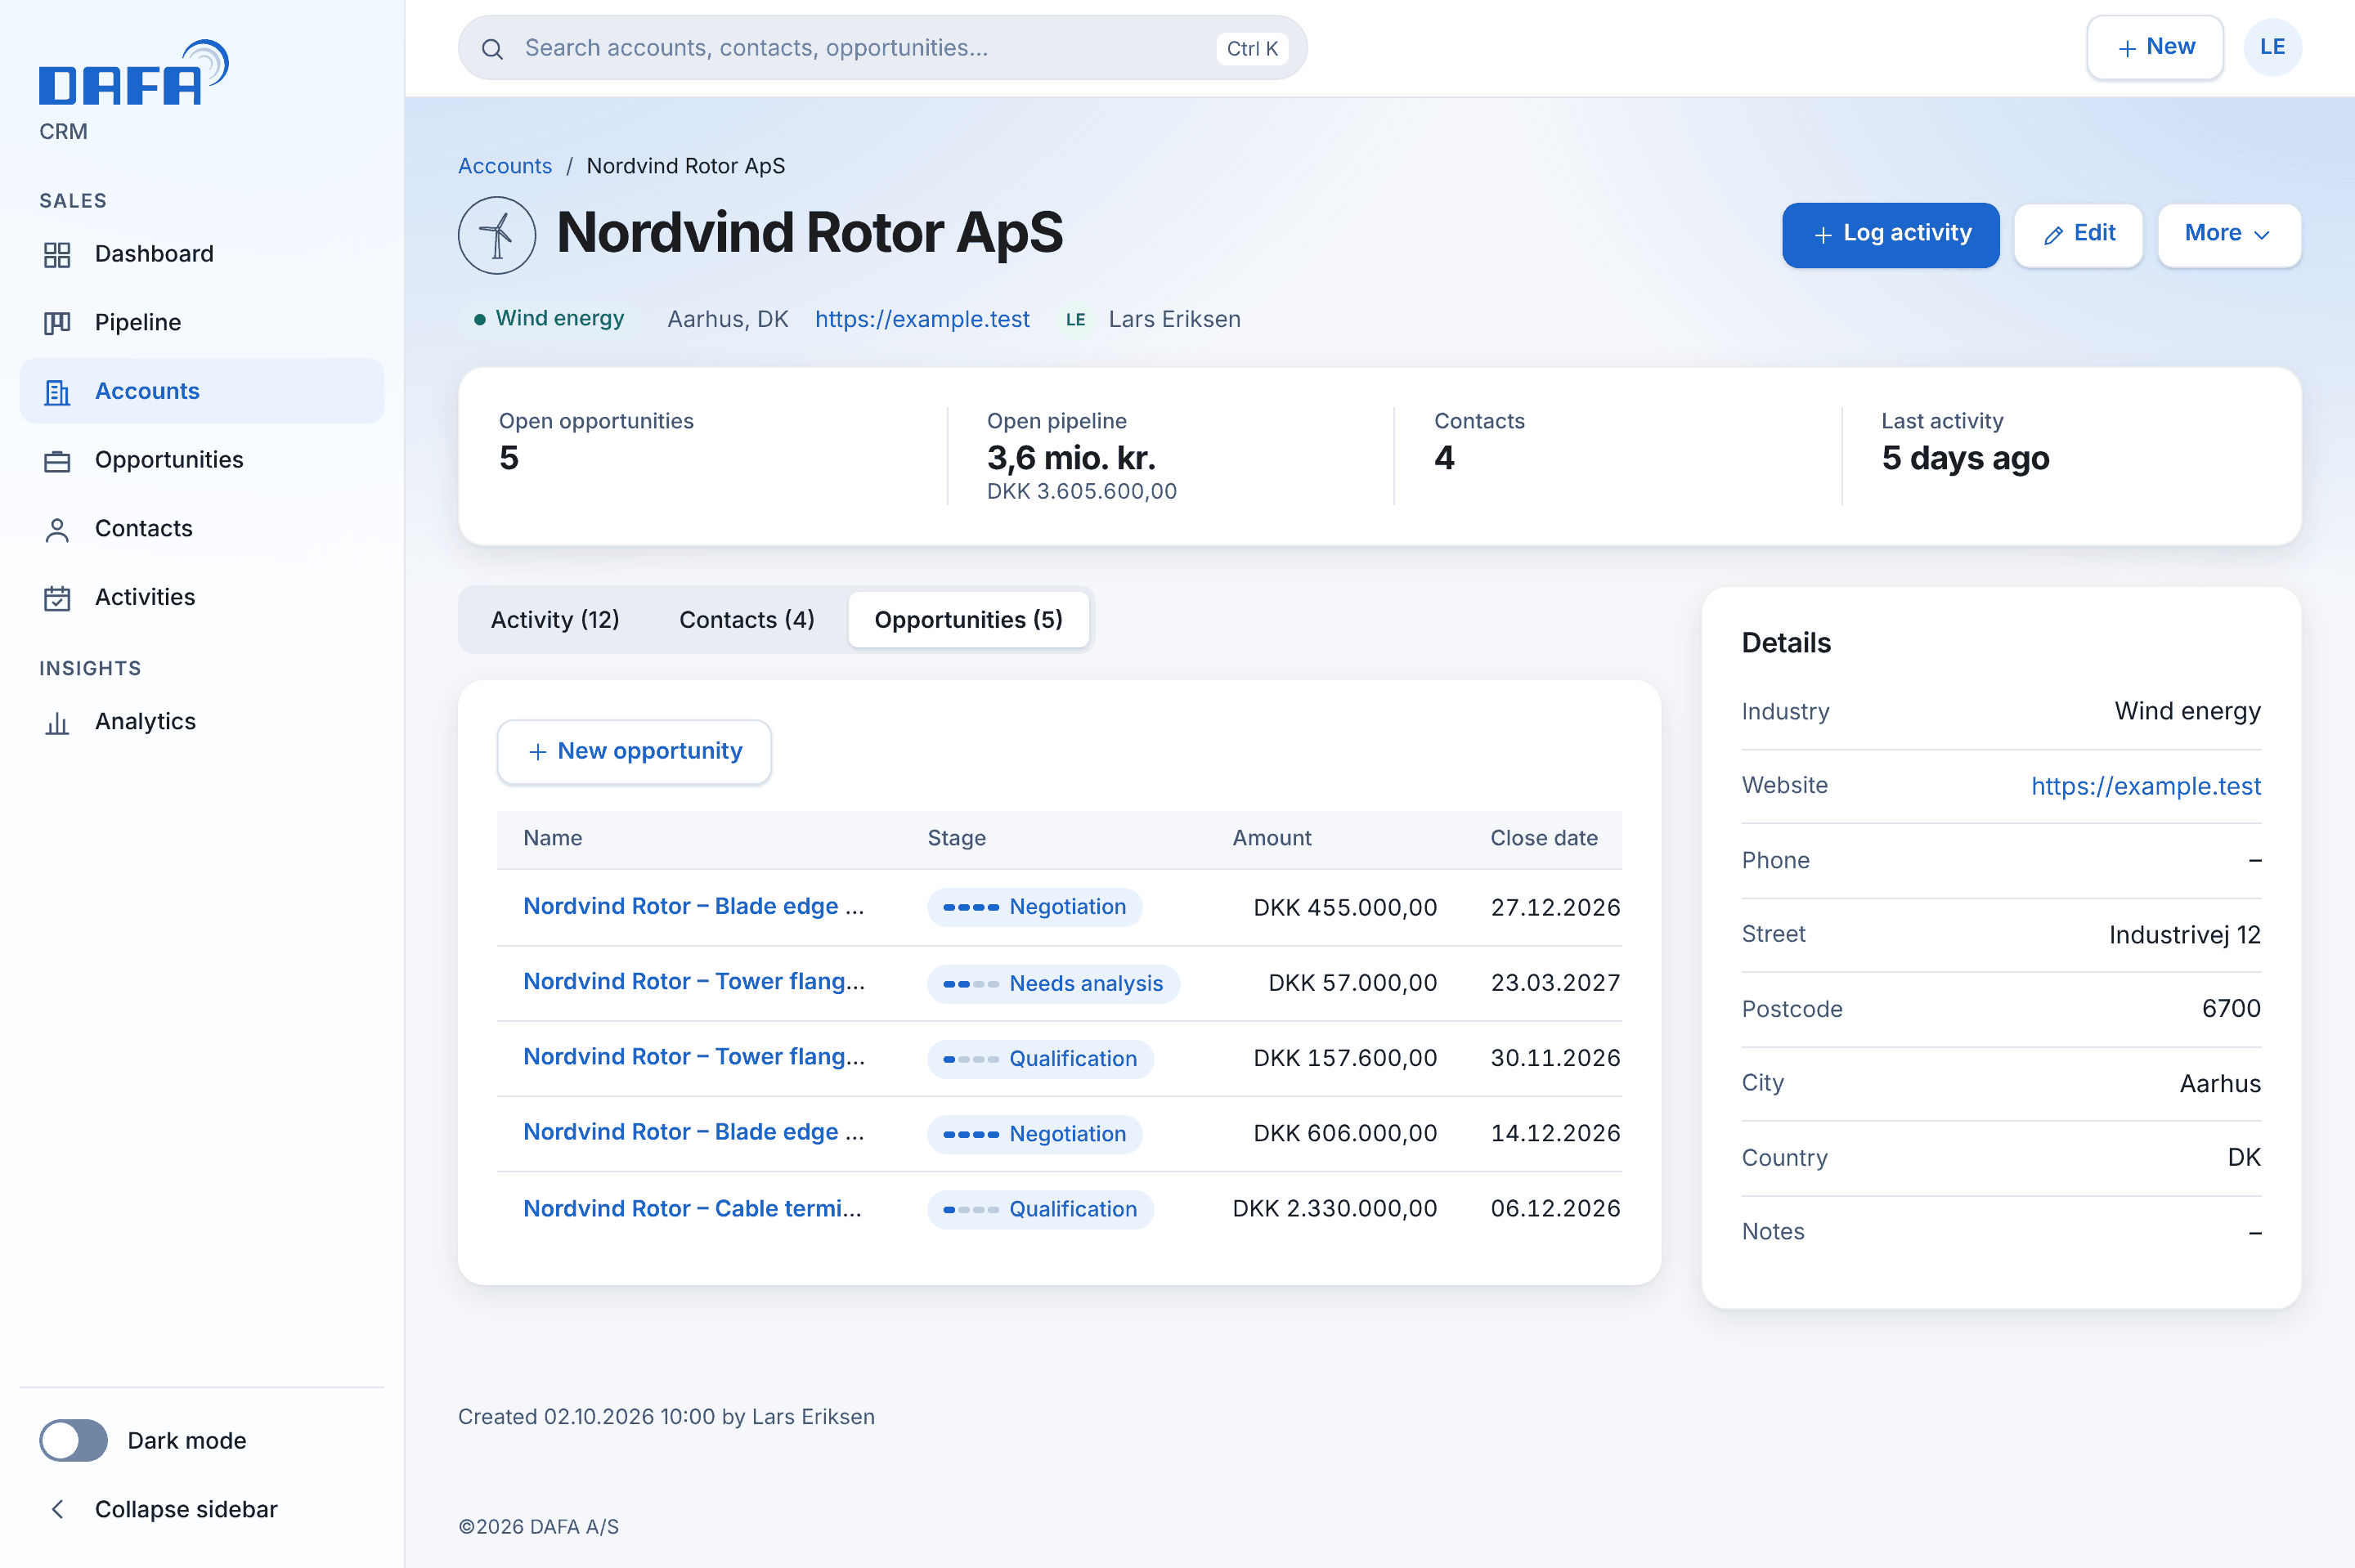 DAFA
CRM
SALES
Dashboard
Pipeline
Accounts
Opportunities
Contacts
Activities
INSIGHTS
Analytics
Dark mode
Collapse sidebar
Search accounts, contacts, opportunities... Ctrl K
+ New LE
Accounts / Nordvind Rotor ApS
Nordvind Rotor ApS
+ Log activity Edit More
Wind energy Aarhus, DK https://example.test LE Lars Eriksen
Open opportunities
5
Open pipeline
3,6 mio. kr.
DKK 3.605.600,00
Contacts
4
Last activity
5 days ago
Activity (12) Contacts (4) Opportunities (5)
+ New opportunity
Name Stage Amount Close date
Nordvind Rotor – Blade edge ... Negotiation DKK 455.000,00 27.12.2026
Nordvind Rotor – Tower flang... Needs analysis DKK 57.000,00 23.03.2027
Nordvind Rotor – Tower flang... Qualification DKK 157.600,00 30.11.2026
Nordvind Rotor – Blade edge ... Negotiation DKK 606.000,00 14.12.2026
Nordvind Rotor – Cable termi... Qualification DKK 2.330.000,00 06.12.2026
Details
Industry Wind energy
Website https://example.test
Phone –
Street Industrivej 12
Postcode 6700
City Aarhus
Country DK
Notes –
Created 02.10.2026 10:00 by Lars Eriksen
©2026 DAFA A/S